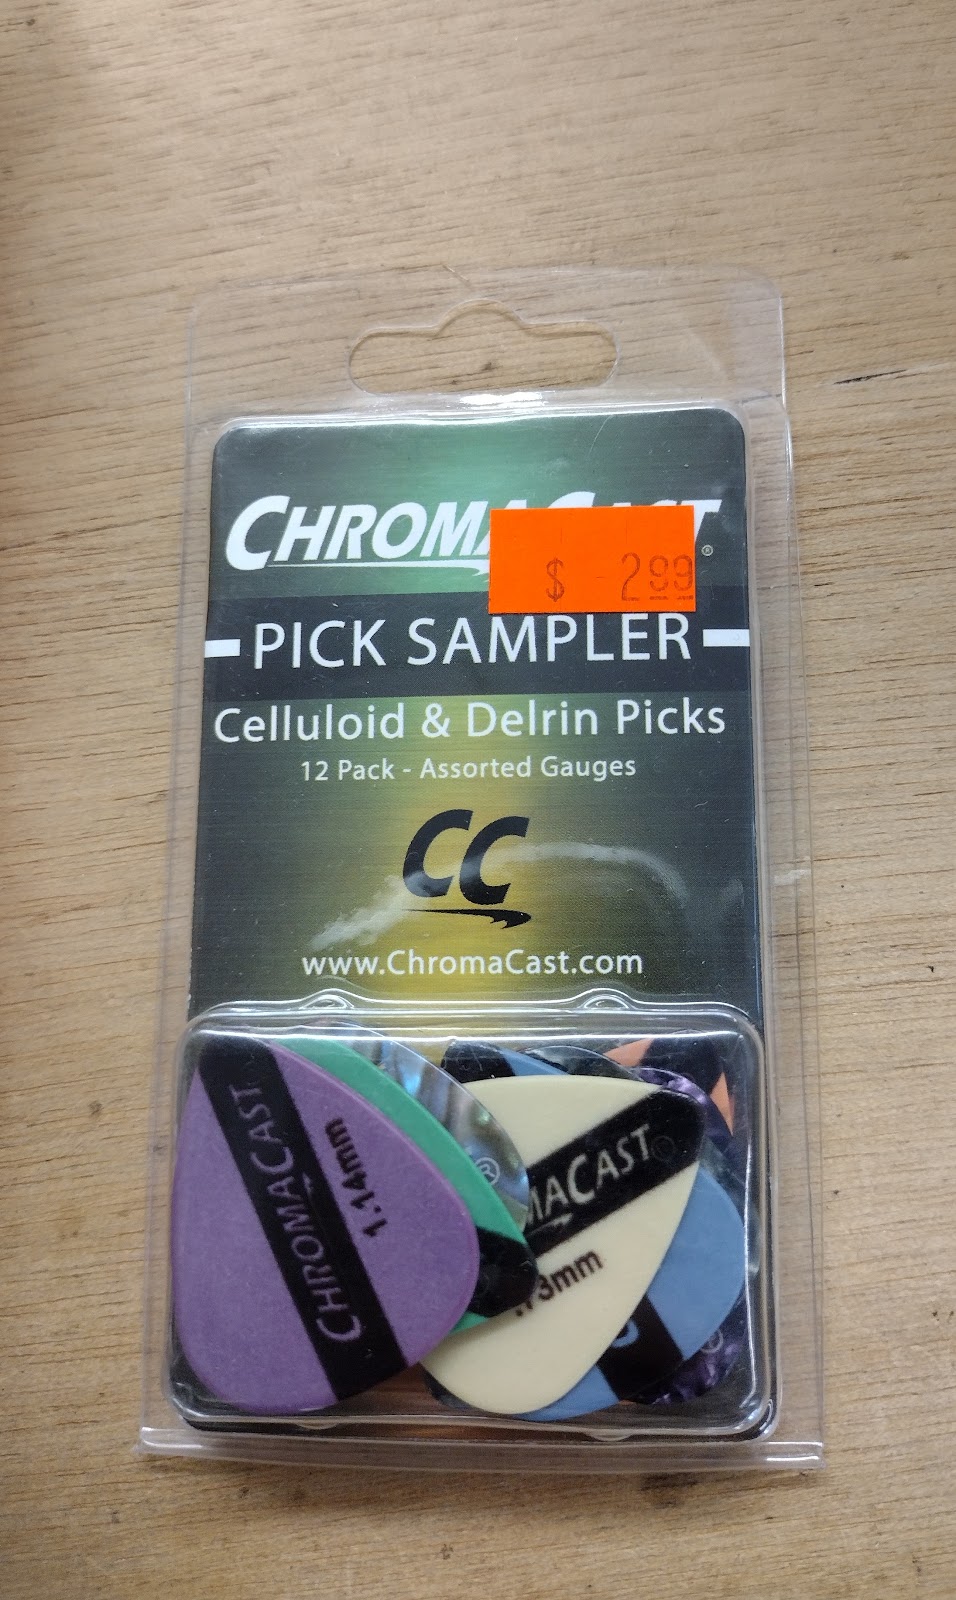 CHROMACAST®
$ 2.99
PICK SAMPLER
Celluloid & Delrin Picks
12 Pack - Assorted Gauges
CC
www.ChromaCast.com
CHROMACAST
1.14mm
®
MACAST®
3mm
®